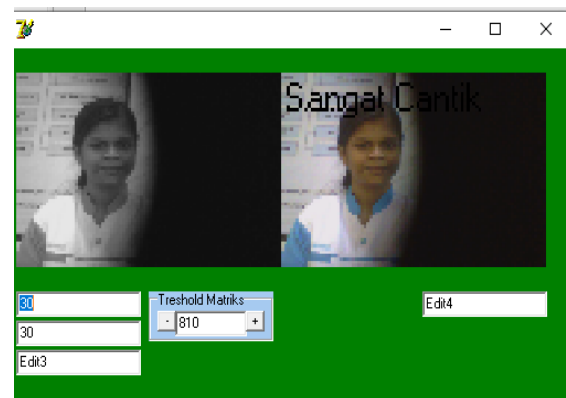 Sangat Cantik
30
Treshold Matriks
- 810 +
Edit4
30
Edit3